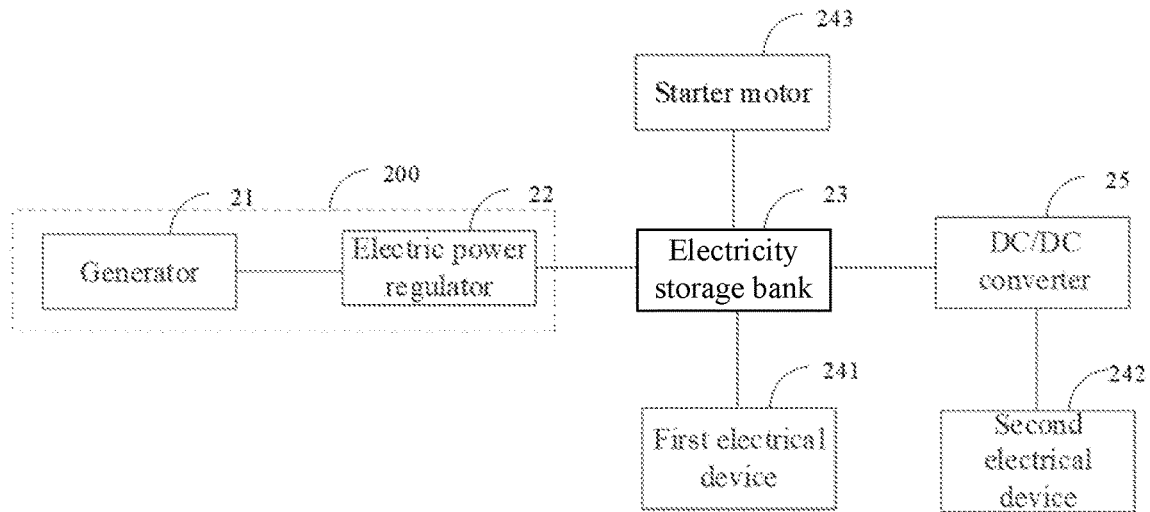 243
Starter motor
200
21
22
23
25
Generator
Electric power
regulator
Electricity
storage bank
DC/DC
converter
241
242
First electrical
device
Second
electrical
device